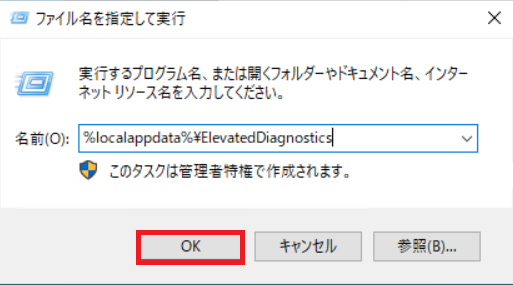 ファイル名を指定して実行
実行するプログラム名、または開くフォルダーやドキュメント名、インター
ネット リソース名を入力してください。
名前(O): %localappdata%¥ElevatedDiagnostics
このタスクは管理者特権で作成されます。
OK キャンセル 参照(B)...